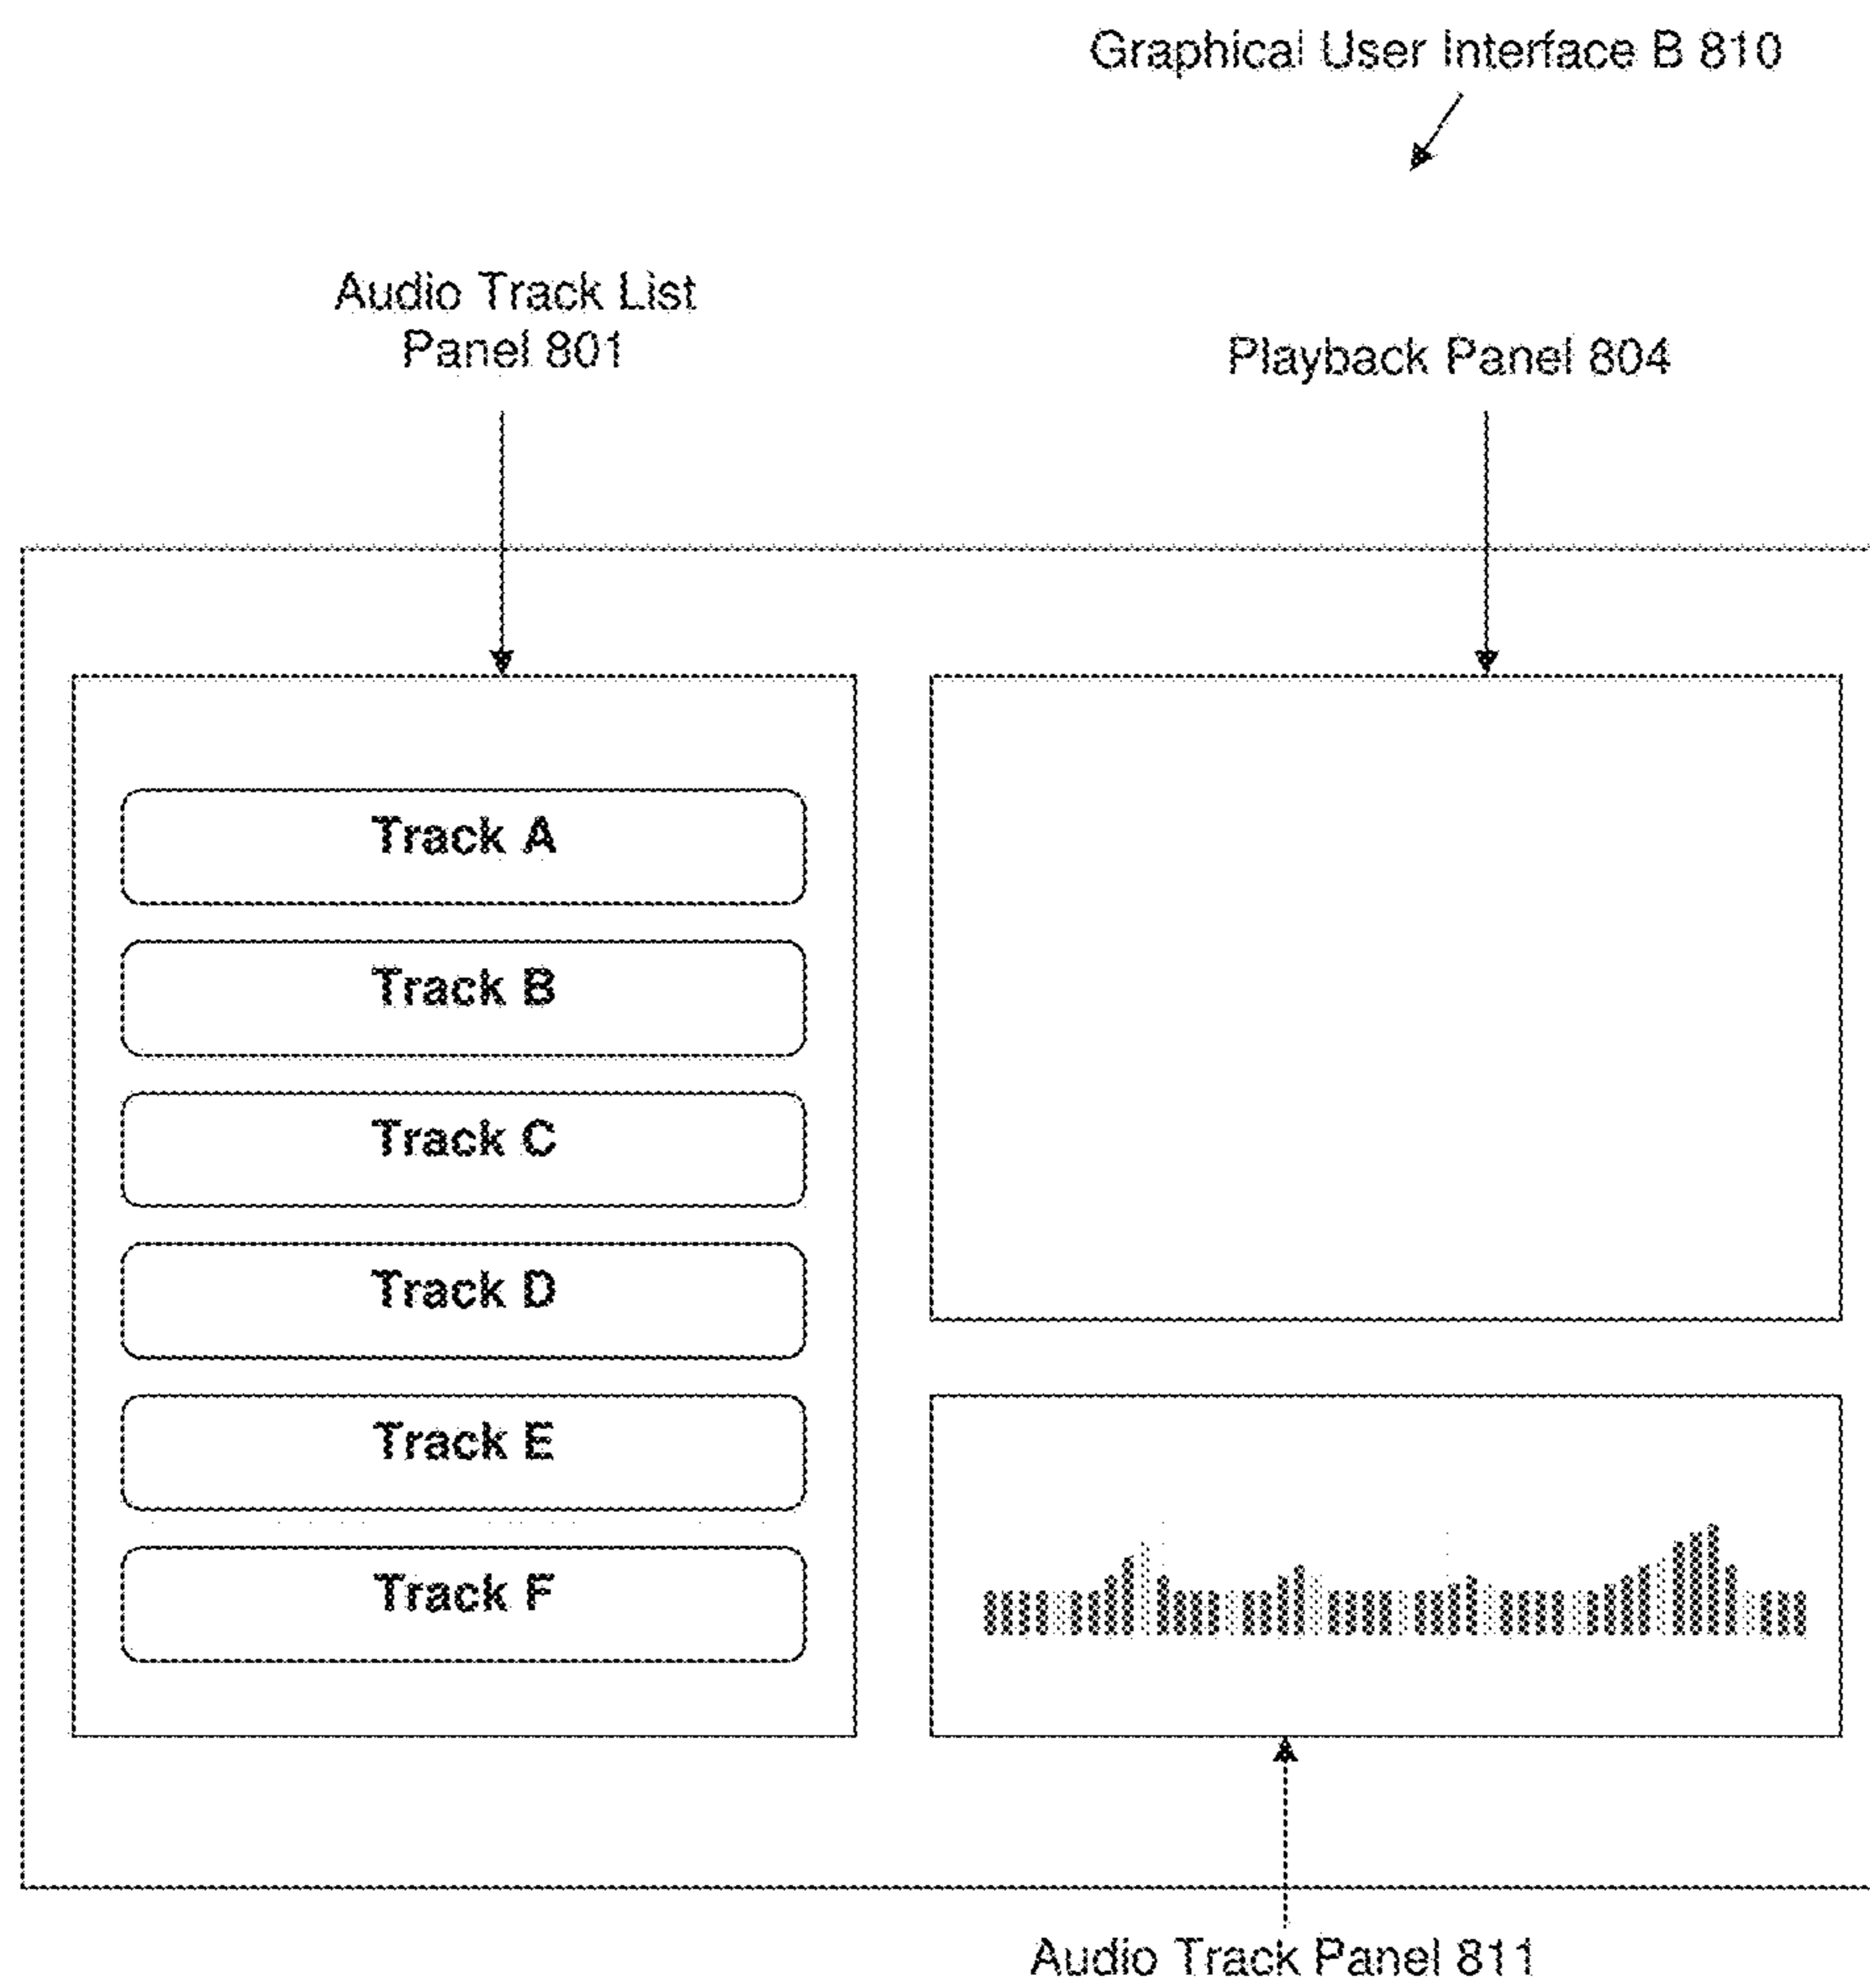 Graphical User Interface B 810
Audio Track List
Panel 801
Playback Panel 804
Track A
Track B
Track C
Track D
Track E
Track F
Audio Track Panel 811